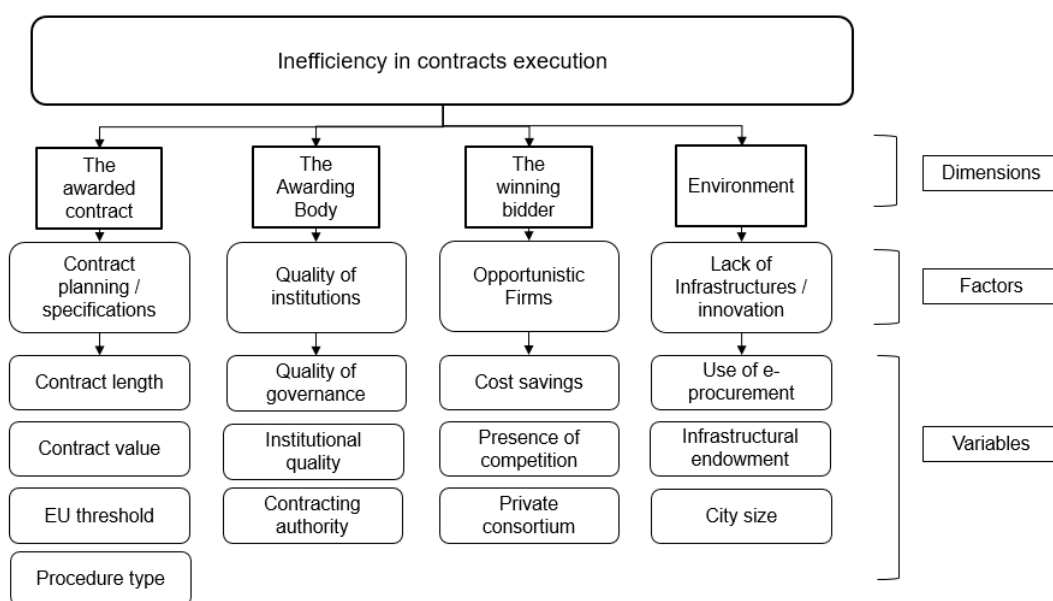 Inefficiency in contracts execution
The
awarded
contract
The
Awarding
Body
The
winning
bidder
Environment
Dimensions
Contract
planning /
specifications
Quality of
institutions
Opportunistic
Firms
Lack of
Infrastructures /
innovation
Factors
Contract length
Quality of
governance
Cost savings
Use of e-
procurement
Contract value
Institutional
quality
Presence of
competition
Infrastructural
endowment
Variables
EU threshold
Contracting
authority
Private
consortium
City size
Procedure type